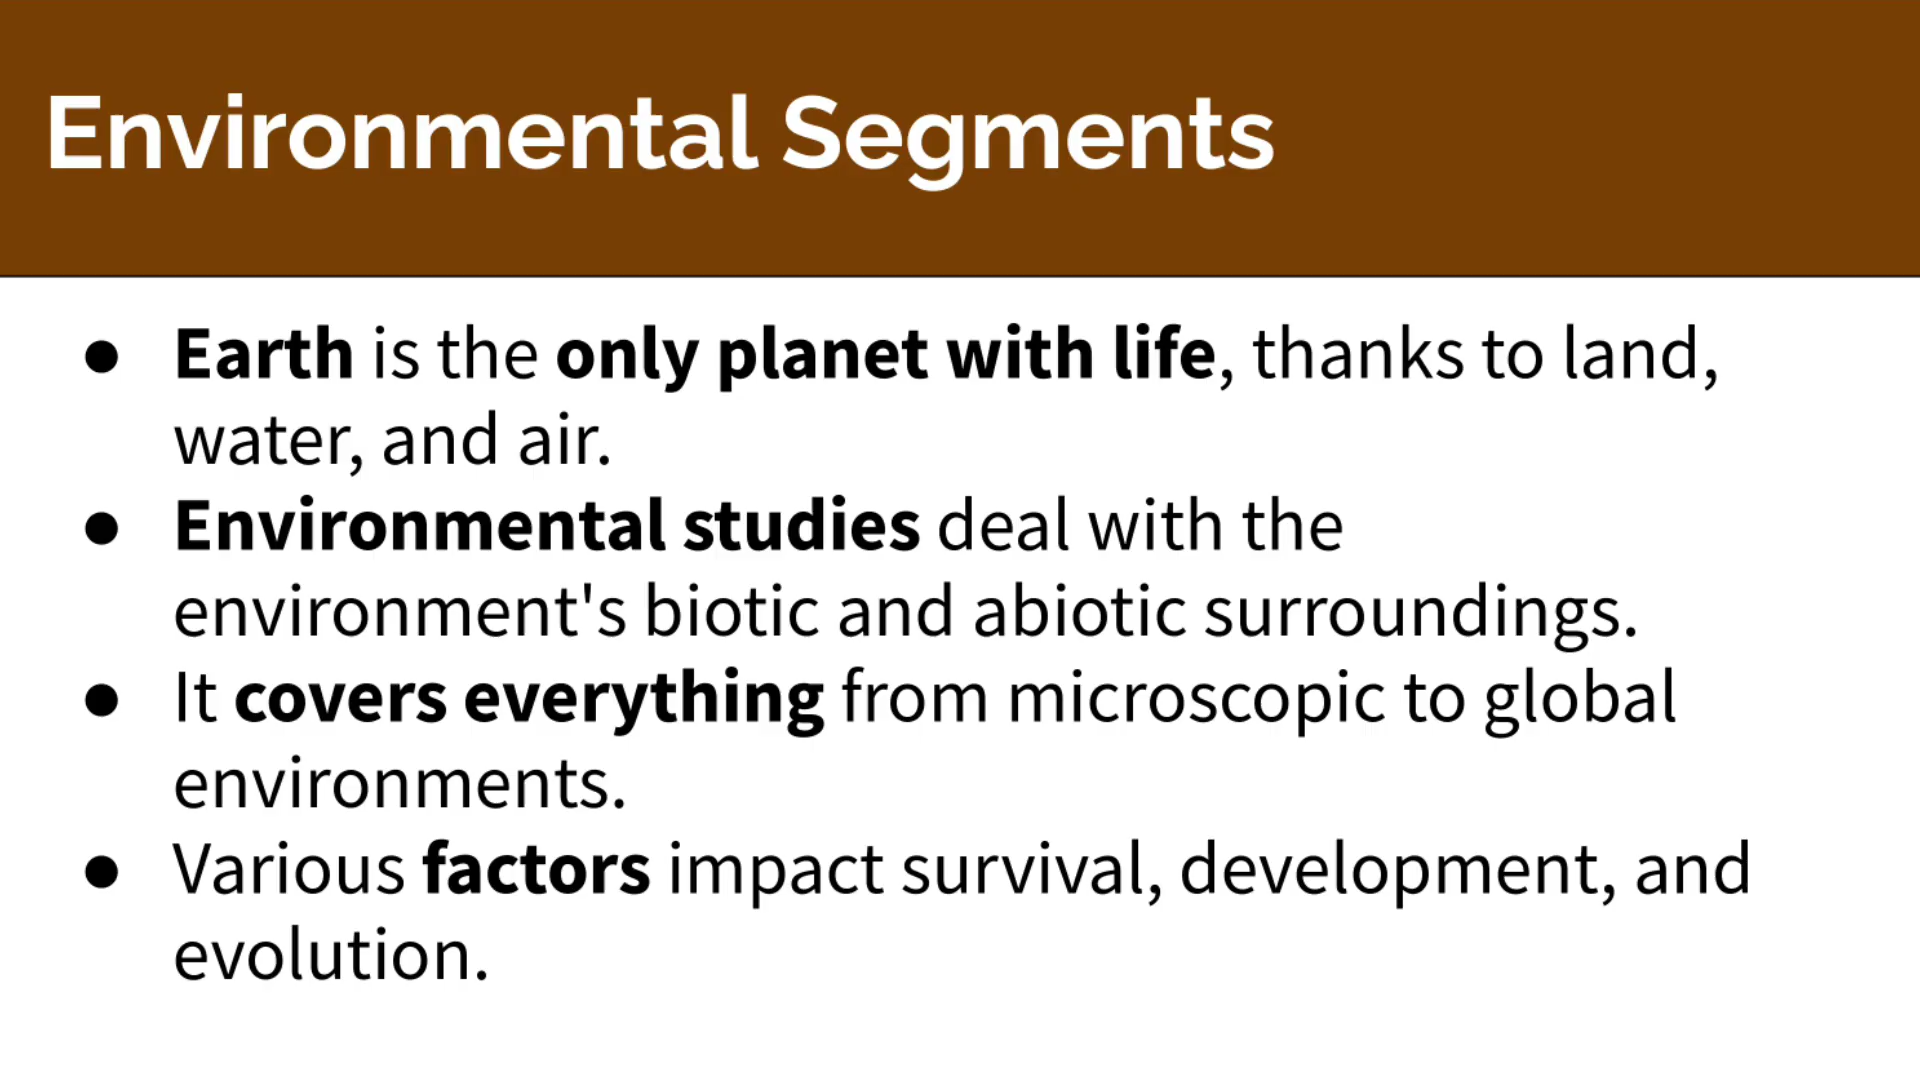 Environmental Segments
● Earth is the only planet with life, thanks to land,
water, and air.
● Environmental studies deal with the
environment's biotic and abiotic surroundings.
● It covers everything from microscopic to global
environments.
● Various factors impact survival, development, and
evolution.